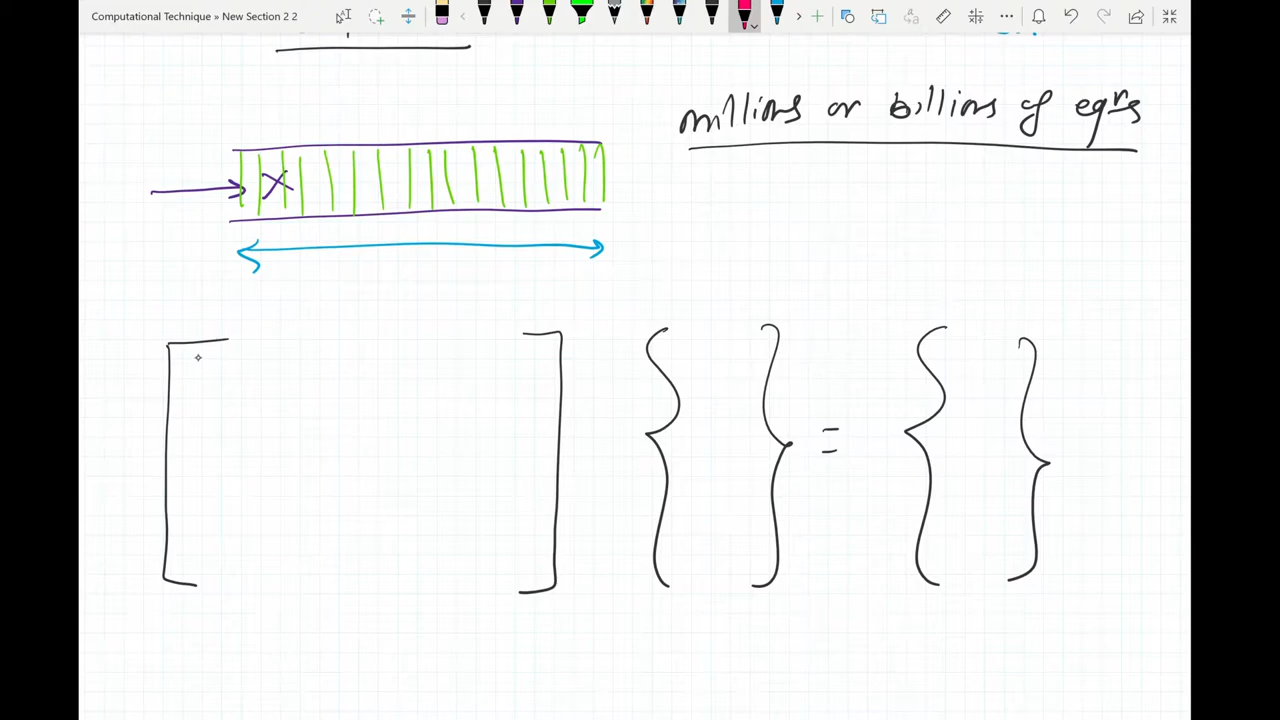 Computational Technique » New Section 2 2
millions or billions of eqns
=